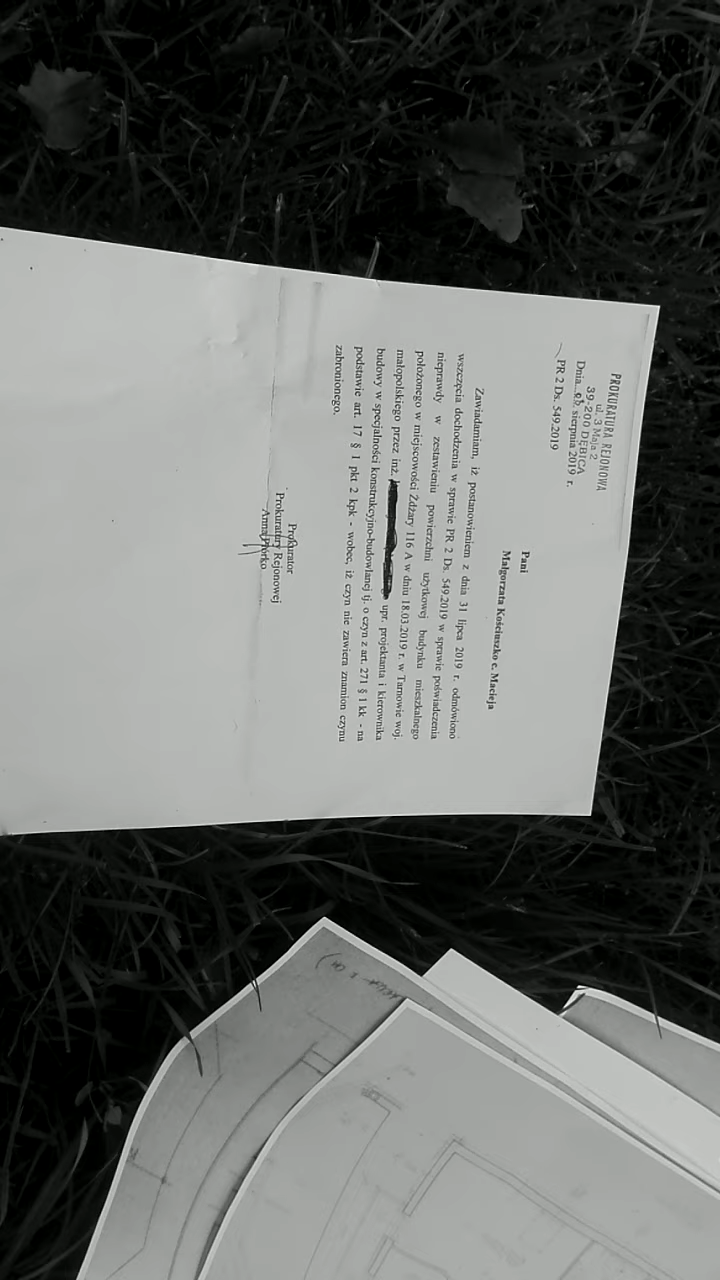 PROKURATURA REJONOWA
ul. 3 Maja 2
39-200 DĘBICA
Dnia 02. sierpnia 2019 r.
PR 2 Ds. 549.2019
Pani
Małgorzata Kościuszko c. Macieja
Zawiadamiam, iż postanowieniem z dnia 31 lipca 2019 r. odmówiono
wszczęcia dochodzenia w sprawie PR 2 Ds. 549.2019 w sprawie poświadczenia
nieprawdy w zestawieniu powierzchni użytkowej budynku mieszkalnego
położonego w miejscowości Żdżary 116 A w dniu 18.03.2019 r. w Tarnowie woj.
małopolskiego przez inż. upr. projektanta i kierownika
budowy w specjalności konstrukcyjno-budowlanej tj. o czyn z art. 271 § 1 kk - na
podstawie art. 17 § 1 pkt 2 kpk - wobec, iż czyn nie zawiera znamion czynu
zabronionego.
Prokurator
Prokuratury Rejonowej
Anna